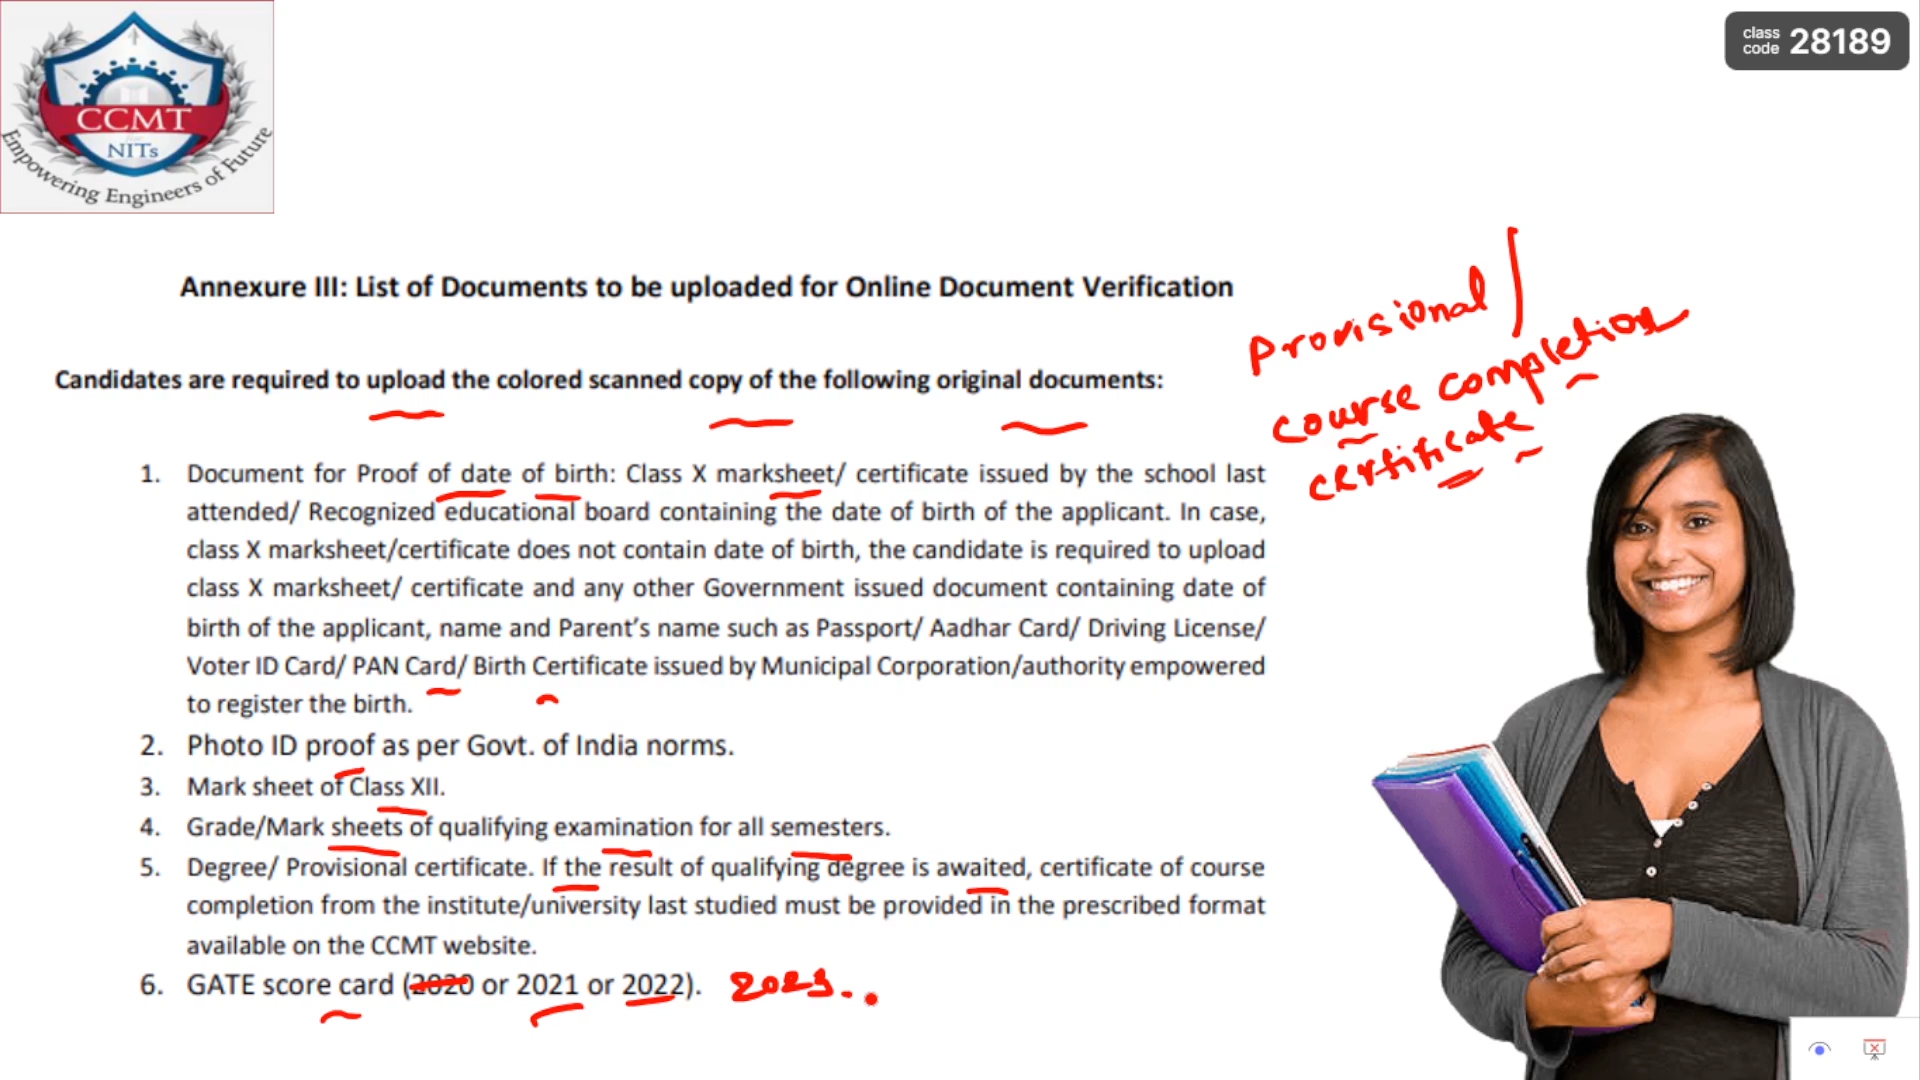 class
code 28189
CCMT
NITs
Empowering Engineers of Future
Annexure III: List of Documents to be uploaded for Online Document Verification
Provisional/
course completion
certificate
Candidates are required to upload the colored scanned copy of the following original documents:
1. Document for Proof of date of birth: Class X marksheet/ certificate issued by the school last
attended/ Recognized educational board containing the date of birth of the applicant. In case,
class X marksheet/certificate does not contain date of birth, the candidate is required to upload
class X marksheet/ certificate and any other Government issued document containing date of
birth of the applicant, name and Parent’s name such as Passport/ Aadhar Card/ Driving License/
Voter ID Card/ PAN Card/ Birth Certificate issued by Municipal Corporation/authority empowered
to register the birth.
2. Photo ID proof as per Govt. of India norms.
3. Mark sheet of Class XII.
4. Grade/Mark sheets of qualifying examination for all semesters.
5. Degree/ Provisional certificate. If the result of qualifying degree is awaited, certificate of course
completion from the institute/university last studied must be provided in the prescribed format
available on the CCMT website.
6. GATE score card (2020 or 2021 or 2022). 2023.